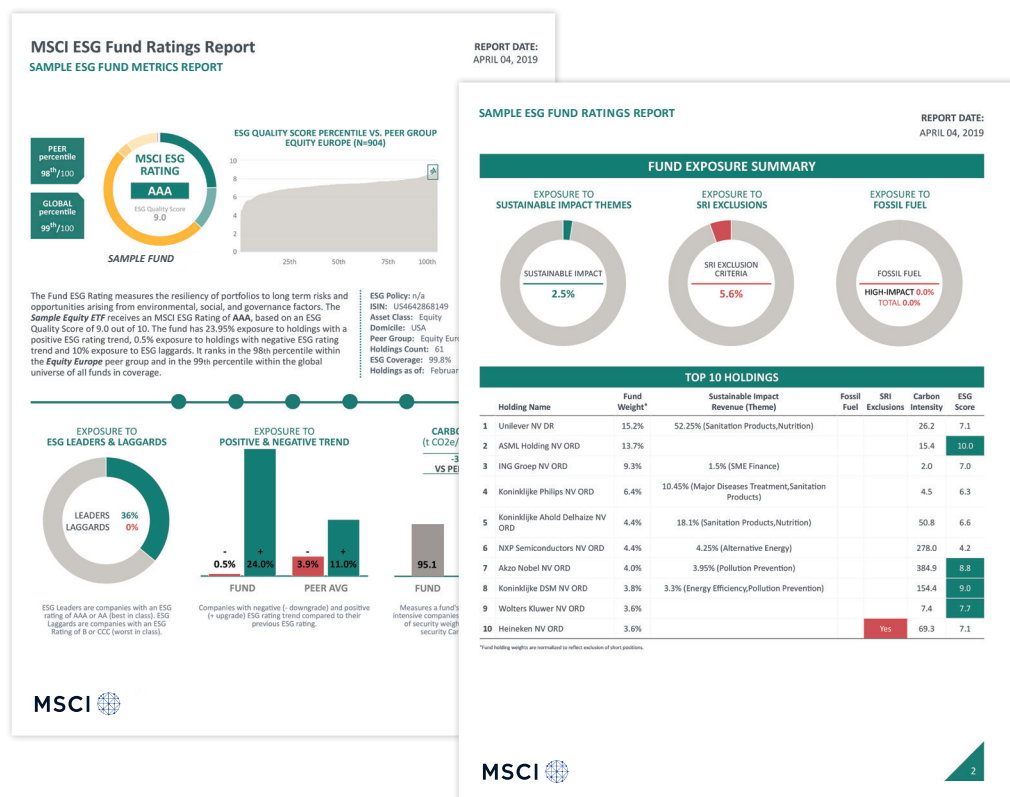 MSCI ESG Fund Ratings Report
SAMPLE ESG FUND METRICS REPORT
REPORT DATE:
APRIL 04, 2019
PEER
percentile
98th/100
GLOBAL
percentile
99th/100
MSCI ESG
RATING
AAA
ESG Quality Score
9.0
SAMPLE FUND
ESG QUALITY SCORE PERCENTILE VS. PEER GROUP
EQUITY EUROPE (N=904)
10
8
6
4
2
0
25th 50th 75th 100th
The Fund ESG Rating measures the resiliency of portfolios to long term risks and
opportunities arising from environmental, social, and governance factors. The
Sample Equity ETF receives an MSCI ESG Rating of AAA, based on an ESG
Quality Score of 9.0 out of 10. The fund has 23.95% exposure to holdings with a
positive ESG rating trend, 0.5% exposure to holdings with negative ESG rating
trend and 10% exposure to ESG laggards. It ranks in the 98th percentile within
the Equity Europe peer group and in the 99th percentile within the global
universe of all funds in coverage.
ESG Policy: n/a
ISIN: US4642868149
Asset Class: Equity
Domicile: USA
Peer Group: Equity Eur
Holdings Count: 61
ESG Coverage: 99.8%
Holdings as of: Februar
EXPOSURE TO
ESG LEADERS & LAGGARDS
LEADERS 36%
LAGGARDS 0%
ESG Leaders are companies with an ESG
rating of AAA or AA (best in class). ESG
Laggards are companies with an ESG
Rating of B or CCC (worst in class).
EXPOSURE TO
POSITIVE & NEGATIVE TREND
- + - +
0.5% 24.0% 3.9% 11.0%
FUND PEER AVG
Companies with negative (- downgrade) and positive
(+ upgrade) ESG rating trend compared to their
previous ESG rating.
CARBO
(t CO2e/
-3
VS PE
95.1
FUND
Measures a fund's
intensive companies
of security weigh
security Car
MSCI
SAMPLE ESG FUND RATINGS REPORT
REPORT DATE:
APRIL 04, 2019
FUND EXPOSURE SUMMARY
EXPOSURE TO
SUSTAINABLE IMPACT THEMES
SUSTAINABLE IMPACT
2.5%
EXPOSURE TO
SRI EXCLUSIONS
SRI EXCLUSION
CRITERIA
5.6%
EXPOSURE TO
FOSSIL FUEL
FOSSIL FUEL
HIGH-IMPACT 0.0%
TOTAL 0.0%
TOP 10 HOLDINGS
Holding Name Fund Weight* Sustainable Impact Revenue (Theme) Fossil Fuel SRI Exclusions Carbon Intensity ESG Score
1 Unilever NV DR 15.2% 52.25% (Sanitation Products,Nutrition) 26.2 7.1
2 ASML Holding NV ORD 13.7% 15.4 10.0
3 ING Groep NV ORD 9.3% 1.5% (SME Finance) 2.0 7.0
4 Koninklijke Philips NV ORD 6.4% 10.45% (Major Diseases Treatment,Sanitation Products) 4.5 6.3
5 Koninklijke Ahold Delhaize NV ORD 4.4% 18.1% (Sanitation Products,Nutrition) 50.8 6.6
6 NXP Semiconductors NV ORD 4.4% 4.25% (Alternative Energy) 278.0 4.2
7 Akzo Nobel NV ORD 4.0% 3.95% (Pollution Prevention) 384.9 8.8
8 Koninklijke DSM NV ORD 3.8% 3.3% (Energy Efficiency,Pollution Prevention) 154.4 9.0
9 Wolters Kluwer NV ORD 3.6% 7.4 7.7
10 Heineken NV ORD 3.6% Yes 69.3 7.1
*Fund holding weights are normalized to reflect exclusion of short positions.
MSCI
2